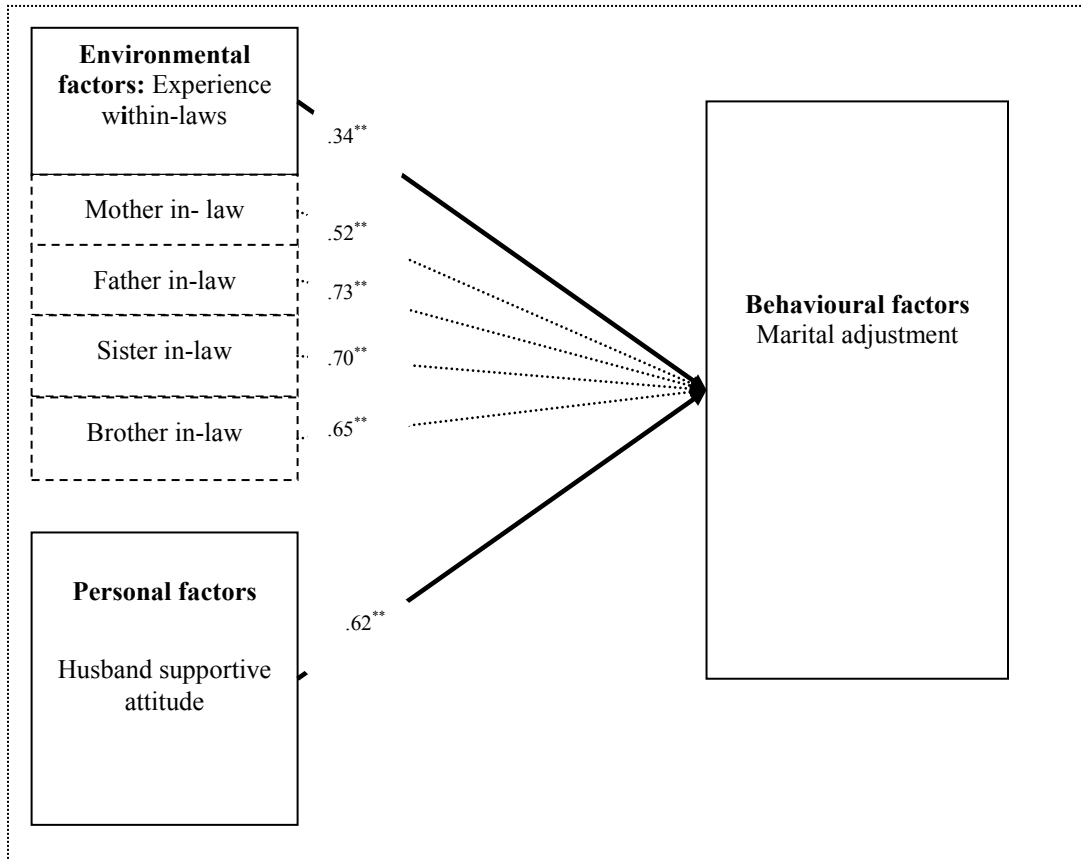 Environmental
factors: Experience
within-laws
.34**
Mother in- law
.52**
Father in-law
.73**
Sister in-law
.70**
Brother in-law
.65**
Behavioural factors
Marital adjustment
Personal factors
.62**
Husband supportive
attitude